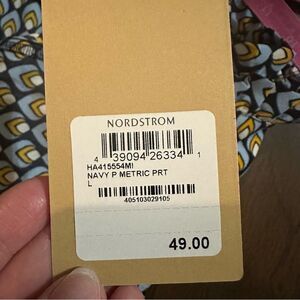 NORDSTROM
4 39094 26334 1
HA415554MI
NAVY P METRIC PRT
L
405103029105
49.00